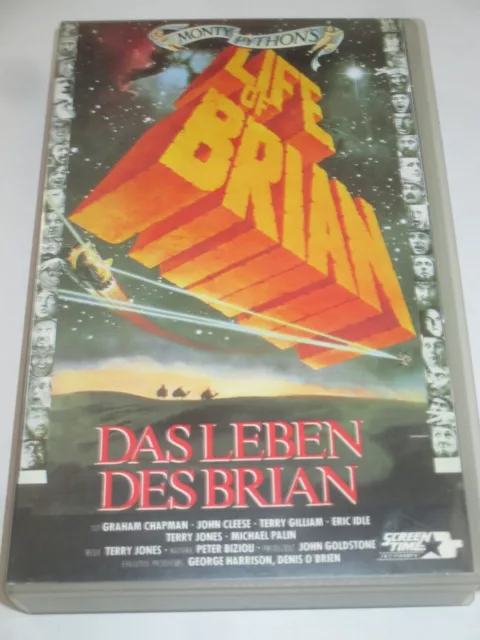 MONTY PYTHON'S
LIFE
OF
BRIAN
DAS LEBEN
DES BRIAN
GRAHAM CHAPMAN · JOHN CLEESE · TERRY GILLIAM · ERIC IDLE
TERRY JONES · MICHAEL PALIN
TERRY JONES · PETER BIZIOU · JOHN GOLDSTONE
GEORGE HARRISON, DENIS O'BRIEN
SCREEN
TIME